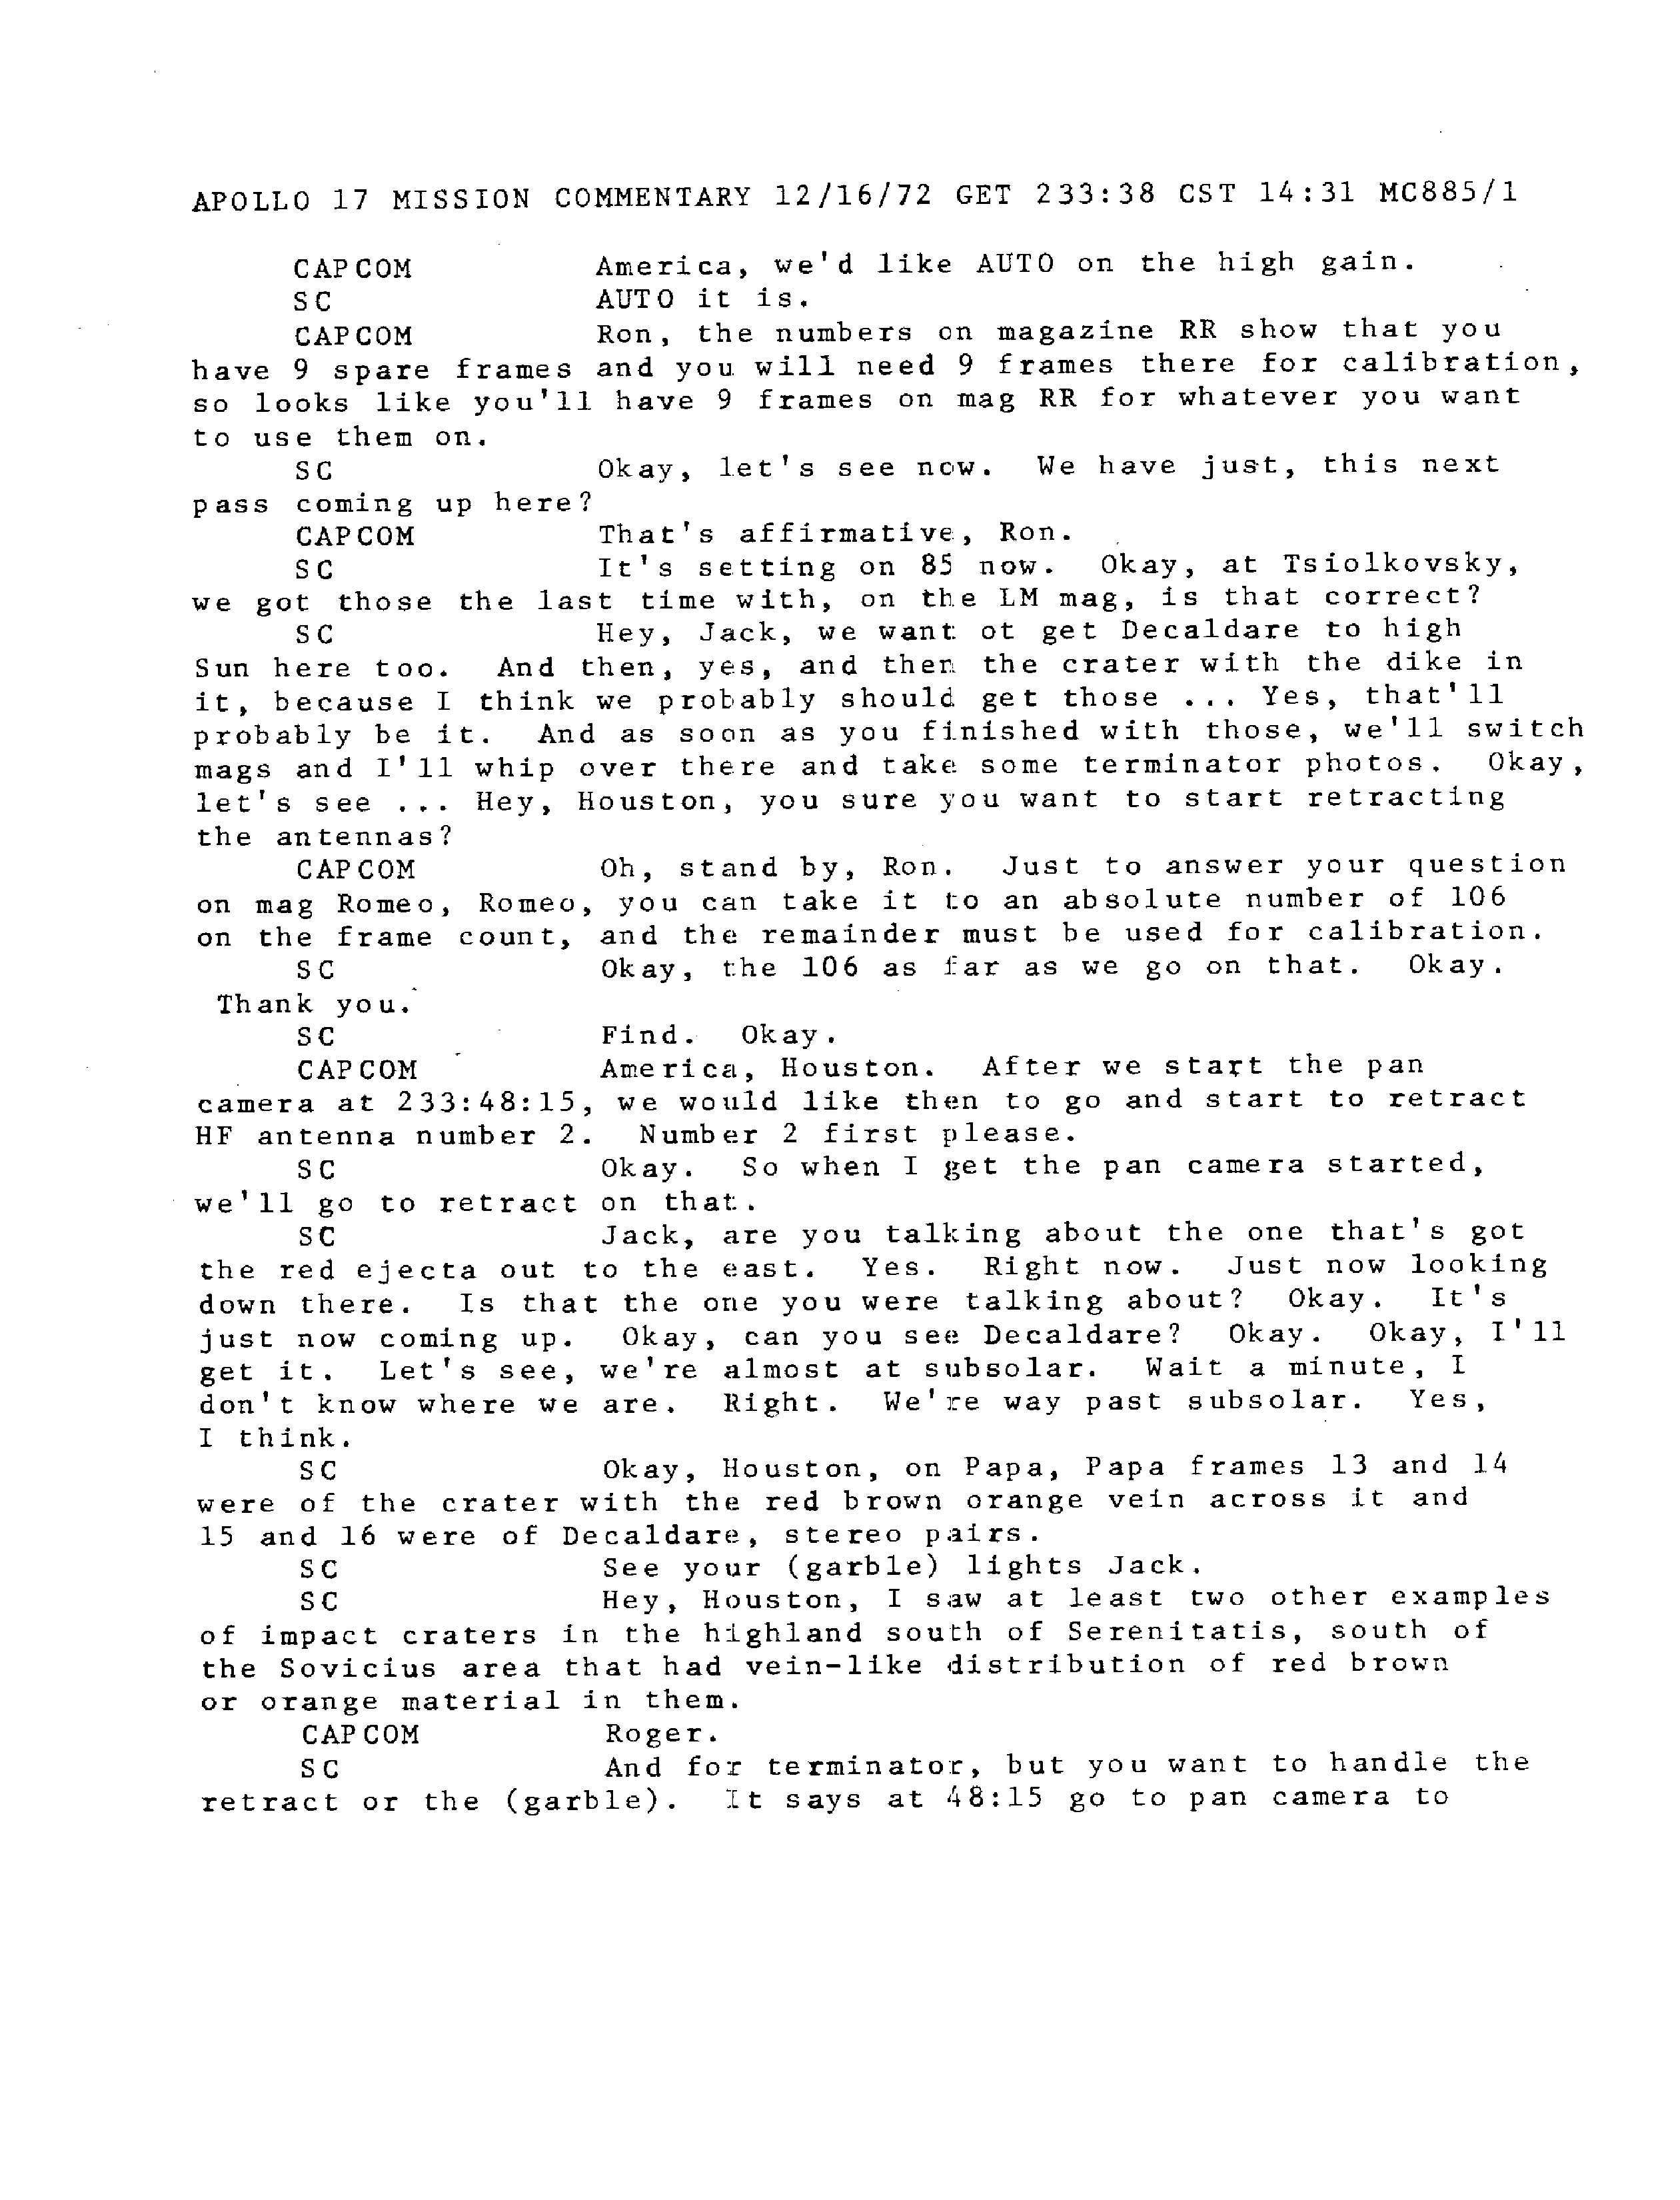 APOLLO 17 MISSION COMMENTARY 12/16/72 GET 233:38 CST 14:31 MC885/1
CAPCOM America, we'd like AUTO on the high gain.
SC AUTO it is.
CAPCOM Ron, the numbers on magazine RR show that you
have 9 spare frames and you will need 9 frames there for calibration,
so looks like you'll have 9 frames on mag RR for whatever you want
to use them on.
SC Okay, let's see now. We have just, this next
pass coming up here?
CAPCOM That's affirmative, Ron.
SC It's setting on 85 now. Okay, at Tsiolkovsky,
we got those the last time with, on the LM mag, is that correct?
SC Hey, Jack, we want ot get Decaldare to high
Sun here too. And then, yes, and then the crater with the dike in
it, because I think we probably should get those ... Yes, that'll
probably be it. And as soon as you finished with those, we'll switch
mags and I'll whip over there and take some terminator photos. Okay,
let's see ... Hey, Houston, you sure you want to start retracting
the antennas?
CAPCOM Oh, stand by, Ron. Just to answer your question
on mag Romeo, Romeo, you can take it to an absolute number of 106
on the frame count, and the remainder must be used for calibration.
SC Okay, the 106 as far as we go on that. Okay.
Thank you.
SC Find. Okay.
CAPCOM America, Houston. After we start the pan
camera at 233:48:15, we would like then to go and start to retract
HF antenna number 2. Number 2 first please.
SC Okay. So when I get the pan camera started,
we'll go to retract on that.
SC Jack, are you talking about the one that's got
the red ejecta out to the east. Yes. Right now. Just now looking
down there. Is that the one you were talking about? Okay. It's
just now coming up. Okay, can you see Decaldare? Okay. Okay, I'll
get it. Let's see, we're almost at subsolar. Wait a minute, I
don't know where we are. Right. We're way past subsolar. Yes,
I think.
SC Okay, Houston, on Papa, Papa frames 13 and 14
were of the crater with the red brown orange vein across it and
15 and 16 were of Decaldare, stereo pairs.
SC See your (garble) lights Jack.
SC Hey, Houston, I saw at least two other examples
of impact craters in the highland south of Serenitatis, south of
the Sovicius area that had vein-like distribution of red brown
or orange material in them.
CAPCOM Roger.
SC And for terminator, but you want to handle the
retract or the (garble). It says at 48:15 go to pan camera to